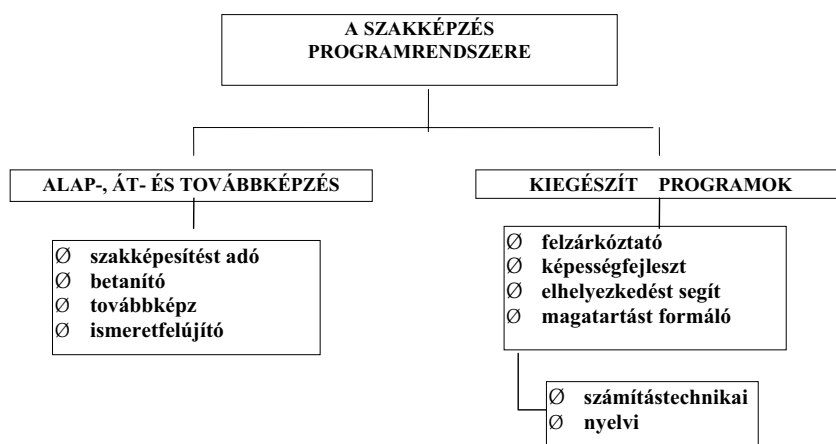 A SZAKKÉPZÉS
PROGRAMRENDSZERE
ALAP-, ÁT- ÉS TOVÁBBKÉPZÉS
Ø szakképesítést adó
Ø betanító
Ø továbbképz
Ø ismeretfelújító
KIEGÉSZÍT PROGRAMOK
Ø felzárkóztató
Ø képességfejleszt
Ø elhelyezkedést segít
Ø magatartást formáló
Ø számítástechnikai
Ø nyelvi